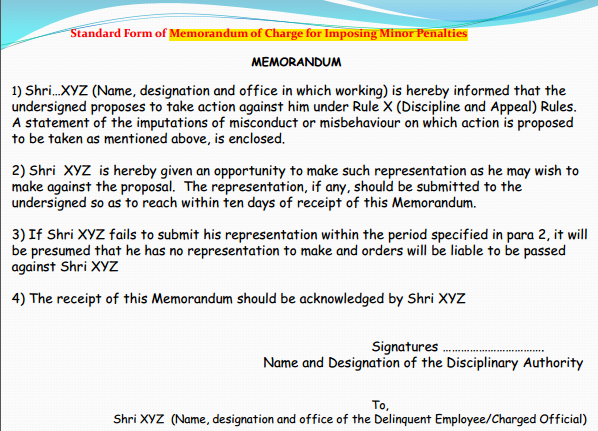 Standard Form of Memorandum of Charge for Imposing Minor Penalties
MEMORANDUM
1) Shri...XYZ (Name, designation and office in which working) is hereby informed that the
undersigned proposes to take action against him under Rule X (Discipline and Appeal) Rules.
A statement of the imputations of misconduct or misbehaviour on which action is proposed
to be taken as mentioned above, is enclosed.
2) Shri XYZ is hereby given an opportunity to make such representation as he may wish to
make against the proposal. The representation, if any, should be submitted to the
undersigned so as to reach within ten days of receipt of this Memorandum.
3) If Shri XYZ fails to submit his representation within the period specified in para 2, it will
be presumed that he has no representation to make and orders will be liable to be passed
against Shri XYZ
4) The receipt of this Memorandum should be acknowledged by Shri XYZ
Signatures ……………………………….
Name and Designation of the Disciplinary Authority
To,
Shri XYZ (Name, designation and office of the Delinquent Employee/Charged Official)